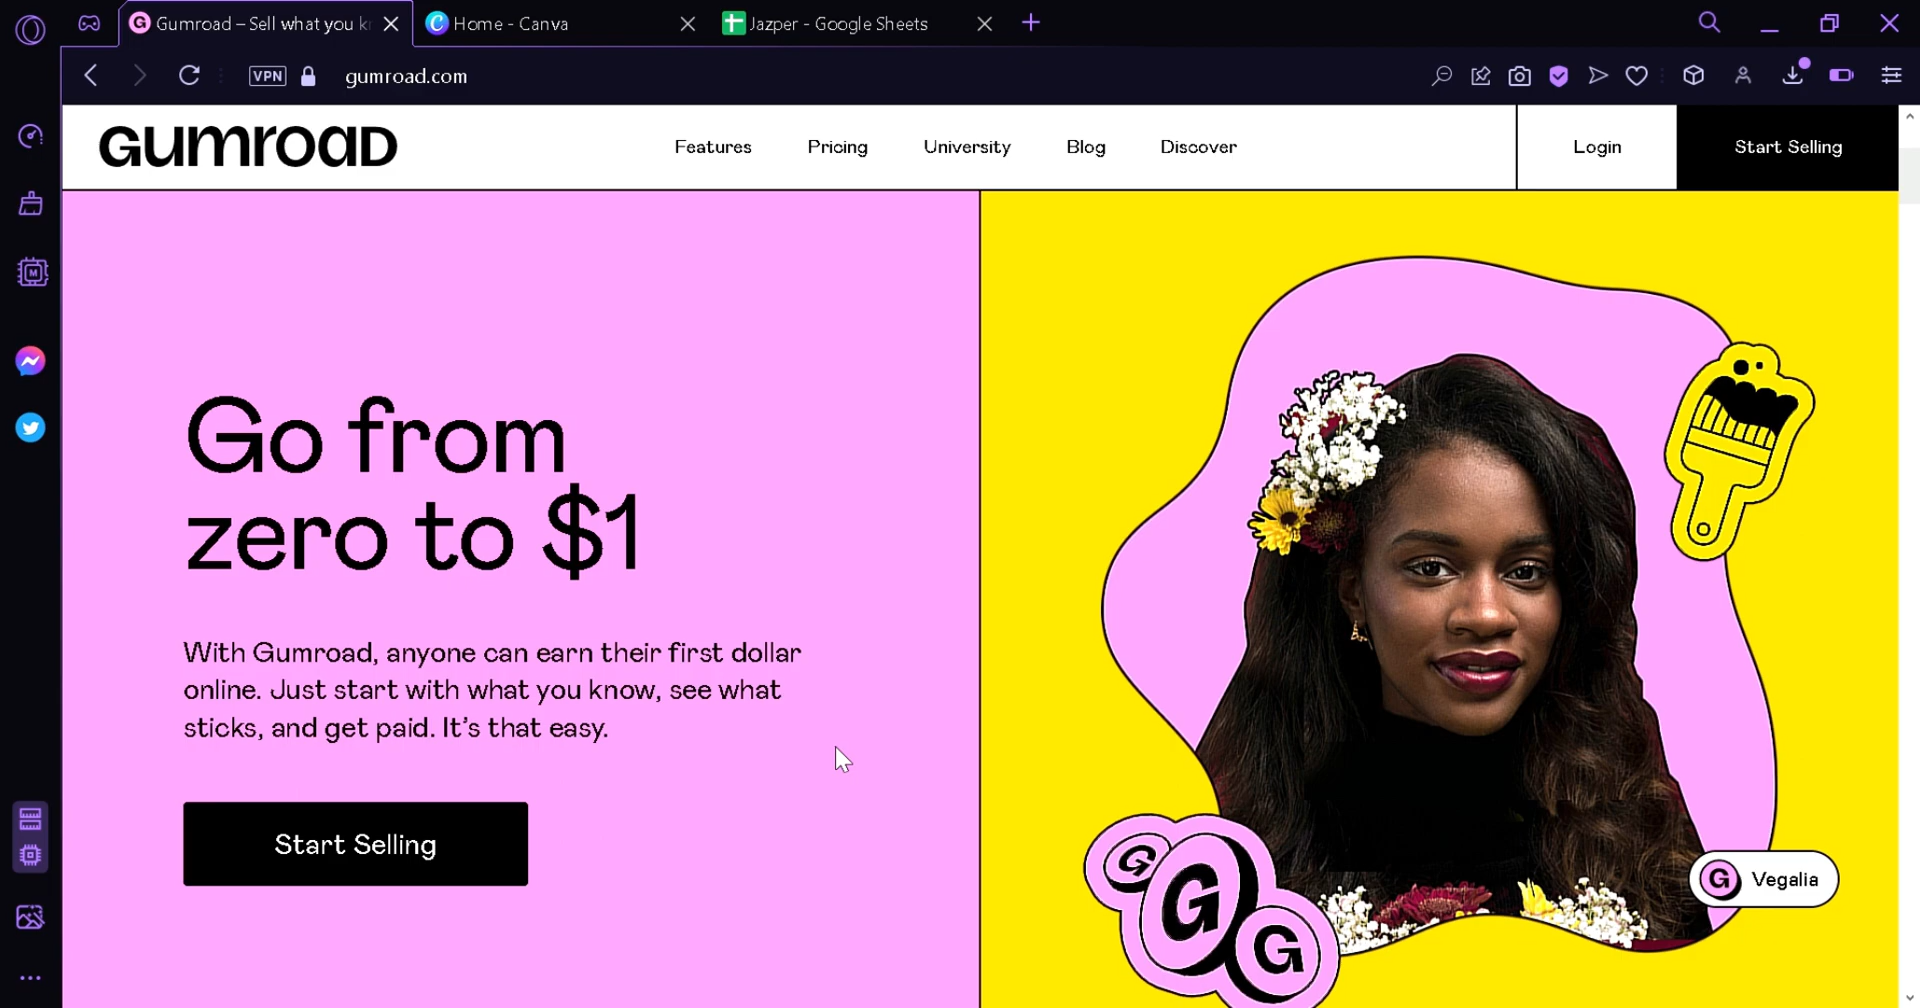 Gumroad – Sell what you k
Home - Canva
Jazper - Google Sheets
VPN
gumroad.com
GUMROAD
Features
Pricing
University
Blog
Discover
Login
Start Selling
Go from
zero to $1
With Gumroad, anyone can earn their first dollar
online. Just start with what you know, see what
sticks, and get paid. It's that easy.
Start Selling
G
G
G
G Vegalia